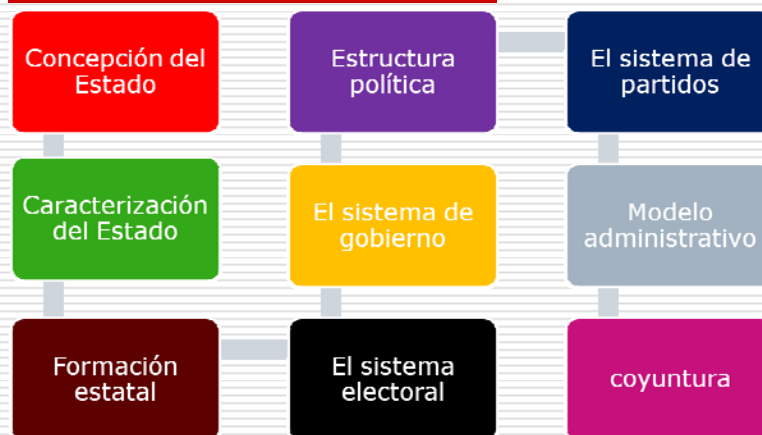 Concepción del
Estado
Caracterización
del Estado
Formación
estatal
El sistema
electoral
El sistema de
gobierno
Estructura
política
El sistema de
partidos
Modelo
administrativo
coyuntura